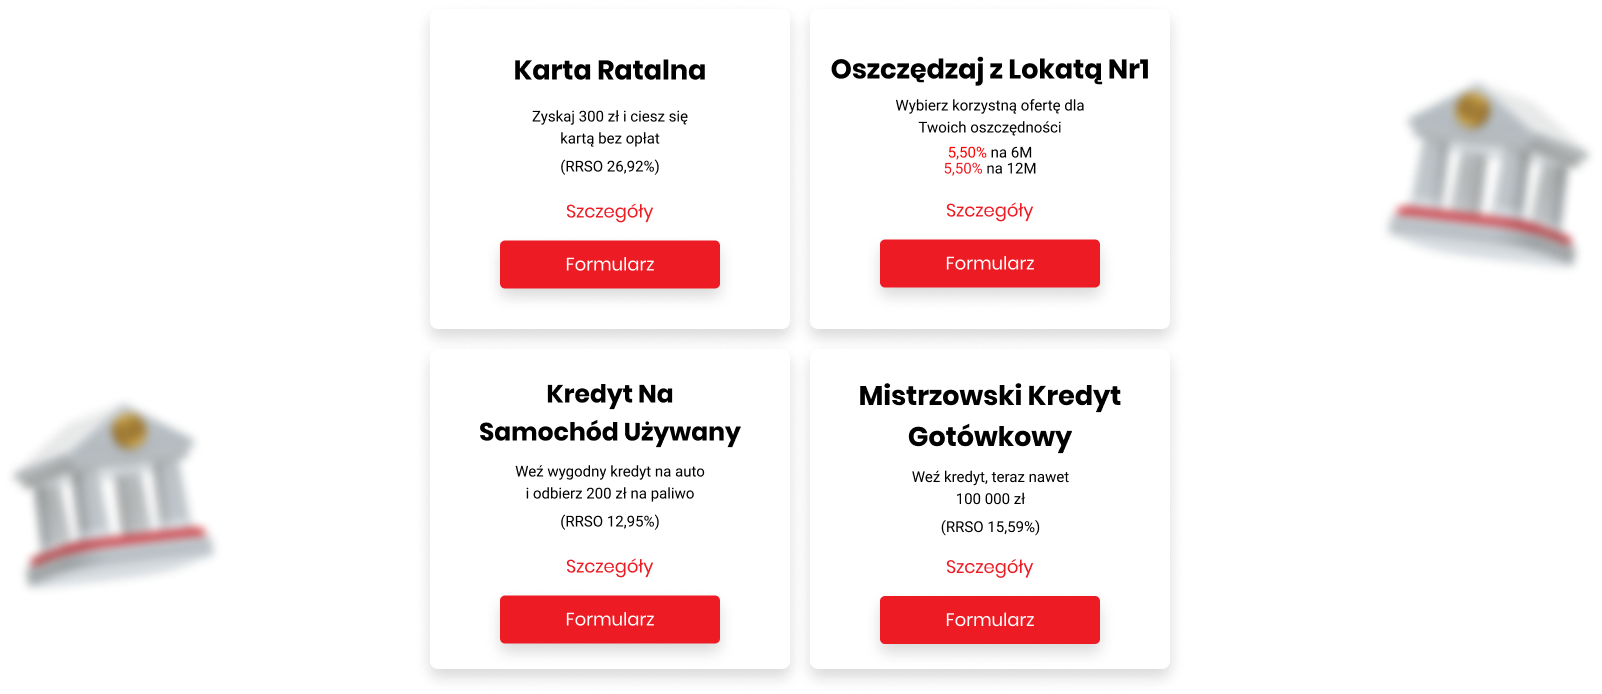 Karta Ratalna
Zyskaj 300 zł i ciesz się
kartą bez opłat
(RRSO 26,92%)
Szczegóły
Formularz
Oszczędzaj z Lokatą Nr1
Wybierz korzystną ofertę dla
Twoich oszczędności
5,50% na 6M
5,50% na 12M
Szczegóły
Formularz
Kredyt Na
Samochód Używany
Weź wygodny kredyt na auto
i odbierz 200 zł na paliwo
(RRSO 12,95%)
Szczegóły
Formularz
Mistrzowski Kredyt
Gotówkowy
Weź kredyt, teraz nawet
100 000 zł
(RRSO 15,59%)
Szczegóły
Formularz